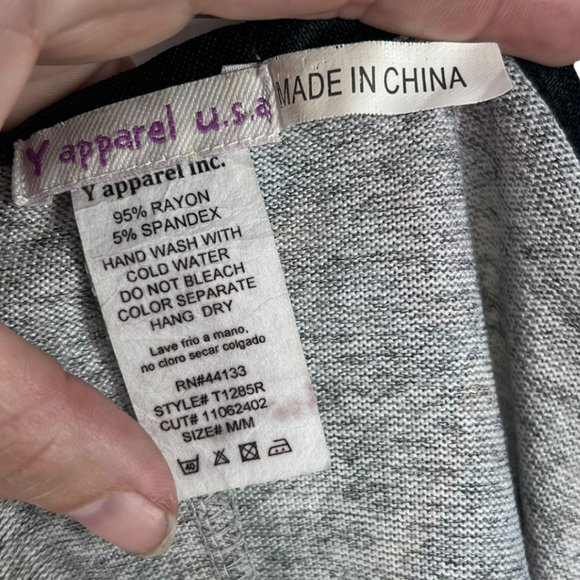 Y apparel u.s.a
MADE IN CHINA
Y apparel inc.
95% RAYON
5% SPANDEX
HAND WASH WITH
COLD WATER
DO NOT BLEACH
COLOR SEPARATE
HANG DRY
Lave frio a mano,
no cloro secar colgado
RN#44133
STYLE# T1285R
CUT# 11062402
SIZE# M/M
40